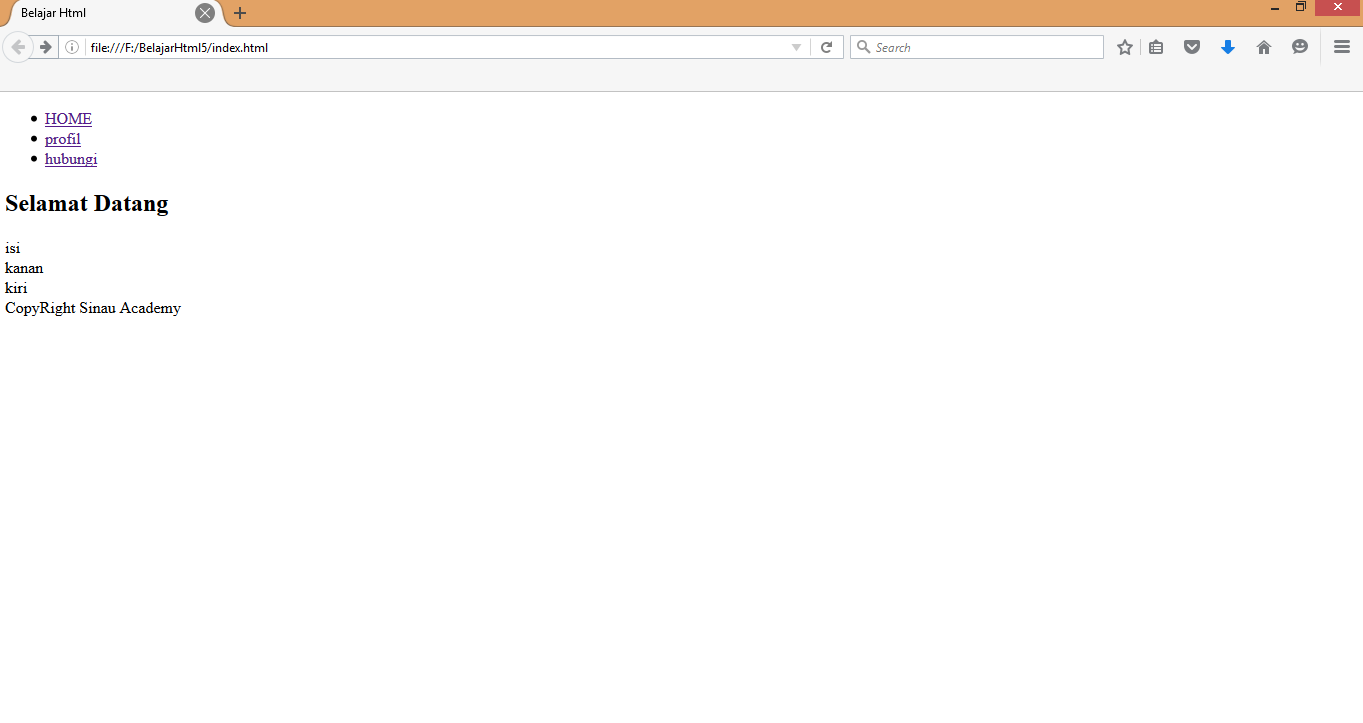 Belajar Html
file:///F:/BelajarHtml5/index.html
Search
HOME
profil
hubungi
Selamat Datang
isi
kanan
kiri
CopyRight Sinau Academy